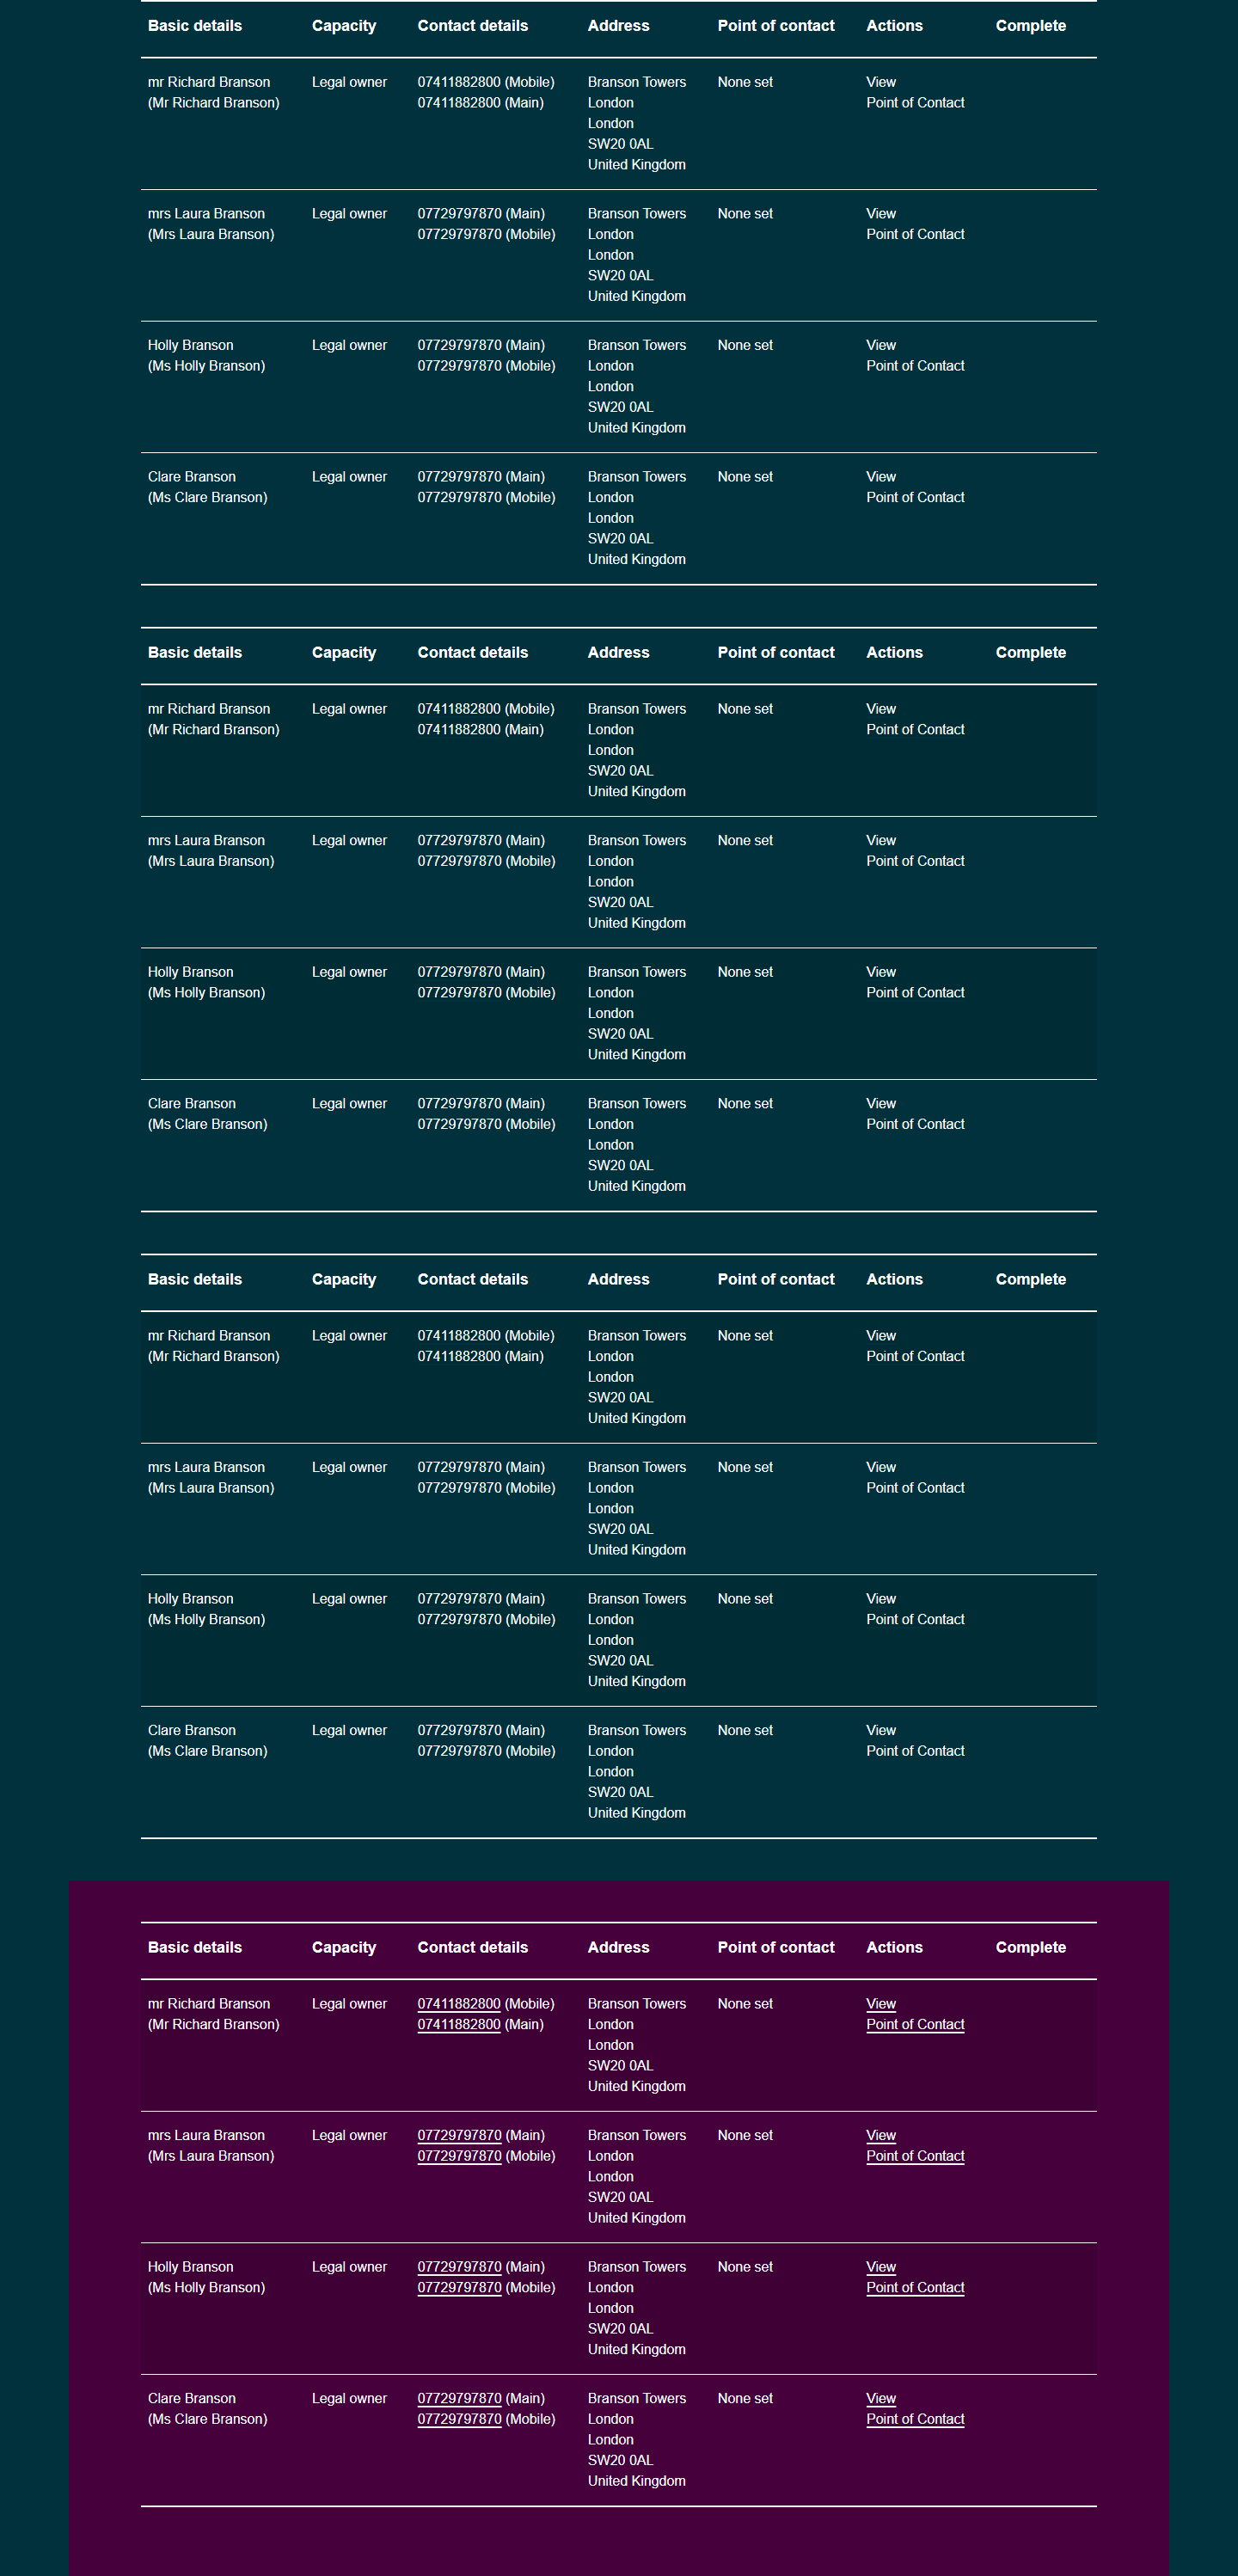 Basic details Capacity Contact details Address Point of contact Actions Complete
mr Richard Branson Legal owner 07411882800 (Mobile) Branson Towers None set View
(Mr Richard Branson) 07411882800 (Main) London Point of Contact
London
SW20 0AL
United Kingdom
mrs Laura Branson Legal owner 07729797870 (Main) Branson Towers None set View
(Mrs Laura Branson) 07729797870 (Mobile) London Point of Contact
London
SW20 0AL
United Kingdom
Holly Branson Legal owner 07729797870 (Main) Branson Towers None set View
(Ms Holly Branson) 07729797870 (Mobile) London Point of Contact
London
SW20 0AL
United Kingdom
Clare Branson Legal owner 07729797870 (Main) Branson Towers None set View
(Ms Clare Branson) 07729797870 (Mobile) London Point of Contact
London
SW20 0AL
United Kingdom
Basic details Capacity Contact details Address Point of contact Actions Complete
mr Richard Branson Legal owner 07411882800 (Mobile) Branson Towers None set View
(Mr Richard Branson) 07411882800 (Main) London Point of Contact
London
SW20 0AL
United Kingdom
mrs Laura Branson Legal owner 07729797870 (Main) Branson Towers None set View
(Mrs Laura Branson) 07729797870 (Mobile) London Point of Contact
London
SW20 0AL
United Kingdom
Holly Branson Legal owner 07729797870 (Main) Branson Towers None set View
(Ms Holly Branson) 07729797870 (Mobile) London Point of Contact
London
SW20 0AL
United Kingdom
Clare Branson Legal owner 07729797870 (Main) Branson Towers None set View
(Ms Clare Branson) 07729797870 (Mobile) London Point of Contact
London
SW20 0AL
United Kingdom
Basic details Capacity Contact details Address Point of contact Actions Complete
mr Richard Branson Legal owner 07411882800 (Mobile) Branson Towers None set View
(Mr Richard Branson) 07411882800 (Main) London Point of Contact
London
SW20 0AL
United Kingdom
mrs Laura Branson Legal owner 07729797870 (Main) Branson Towers None set View
(Mrs Laura Branson) 07729797870 (Mobile) London Point of Contact
London
SW20 0AL
United Kingdom
Holly Branson Legal owner 07729797870 (Main) Branson Towers None set View
(Ms Holly Branson) 07729797870 (Mobile) London Point of Contact
London
SW20 0AL
United Kingdom
Clare Branson Legal owner 07729797870 (Main) Branson Towers None set View
(Ms Clare Branson) 07729797870 (Mobile) London Point of Contact
London
SW20 0AL
United Kingdom
Basic details Capacity Contact details Address Point of contact Actions Complete
mr Richard Branson Legal owner 07411882800 (Mobile) Branson Towers None set View
(Mr Richard Branson) 07411882800 (Main) London Point of Contact
London
SW20 0AL
United Kingdom
mrs Laura Branson Legal owner 07729797870 (Main) Branson Towers None set View
(Mrs Laura Branson) 07729797870 (Mobile) London Point of Contact
London
SW20 0AL
United Kingdom
Holly Branson Legal owner 07729797870 (Main) Branson Towers None set View
(Ms Holly Branson) 07729797870 (Mobile) London Point of Contact
London
SW20 0AL
United Kingdom
Clare Branson Legal owner 07729797870 (Main) Branson Towers None set View
(Ms Clare Branson) 07729797870 (Mobile) London Point of Contact
London
SW20 0AL
United Kingdom